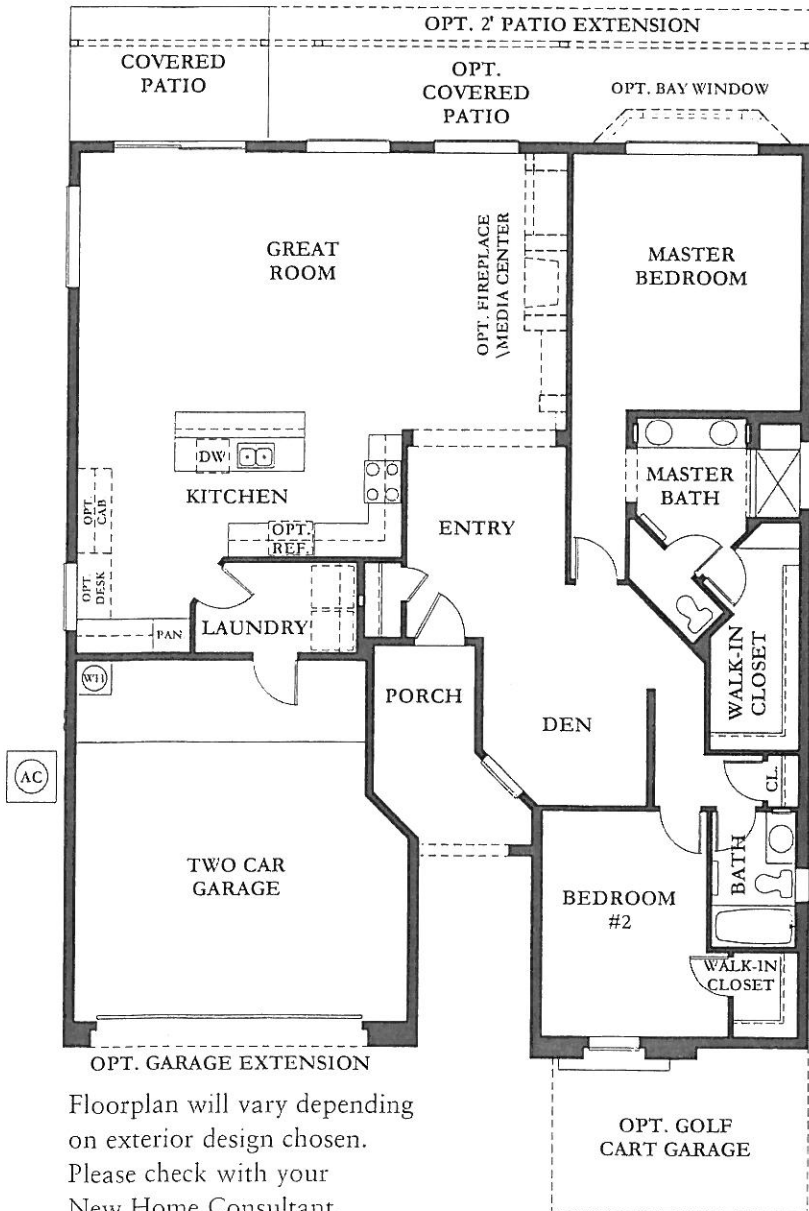 OPT. 2' PATIO EXTENSION
COVERED
PATIO
OPT.
COVERED
PATIO
OPT. BAY WINDOW
GREAT
ROOM
OPT. FIREPLACE
\MEDIA CENTER
MASTER
BEDROOM
DW
KITCHEN
OPT.
CAB
OPT.
REF.
ENTRY
MASTER
BATH
OPT.
DESK
PAN
LAUNDRY
WALK-IN
CLOSET
WH
PORCH
DEN
AC
CL.
TWO CAR
GARAGE
BATH
BEDROOM
#2
WALK-IN
CLOSET
OPT. GARAGE EXTENSION
OPT. GOLF
CART GARAGE
Floorplan will vary depending
on exterior design chosen.
Please check with your
New Home Consultant